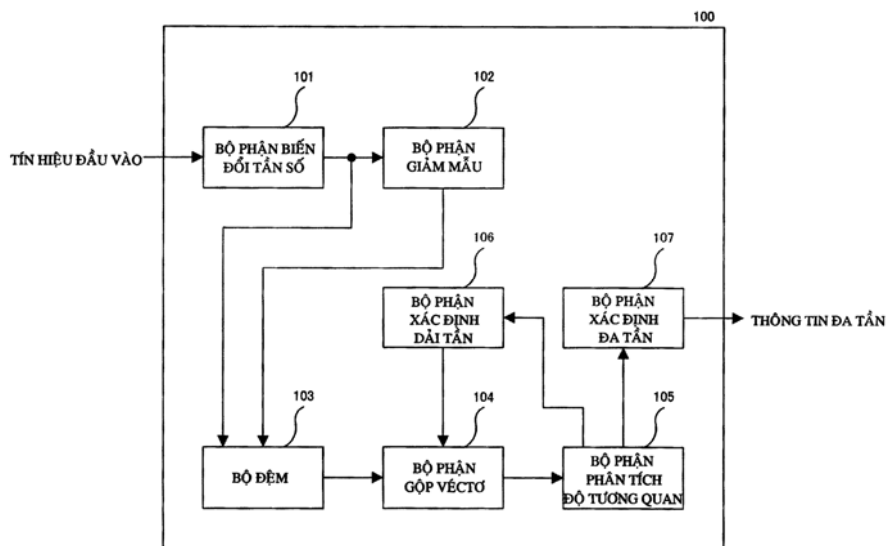 100
101
102
BỘ PHẬN BIẾN
ĐỔI TẦN SỐ
BỘ PHẬN
GIẢM MẪU
TÍN HIỆU ĐẦU VÀO
106
107
BỘ PHẬN
XÁC ĐỊNH
DẢI TẦN
BỘ PHẬN
XÁC ĐỊNH
ĐA TẦN
THÔNG TIN ĐA TẦN
103
104
105
BỘ ĐỆM
BỘ PHẬN
GỘP VÉCTƠ
BỘ PHẬN
PHÂN TÍCH
ĐỘ TƯƠNG QUAN